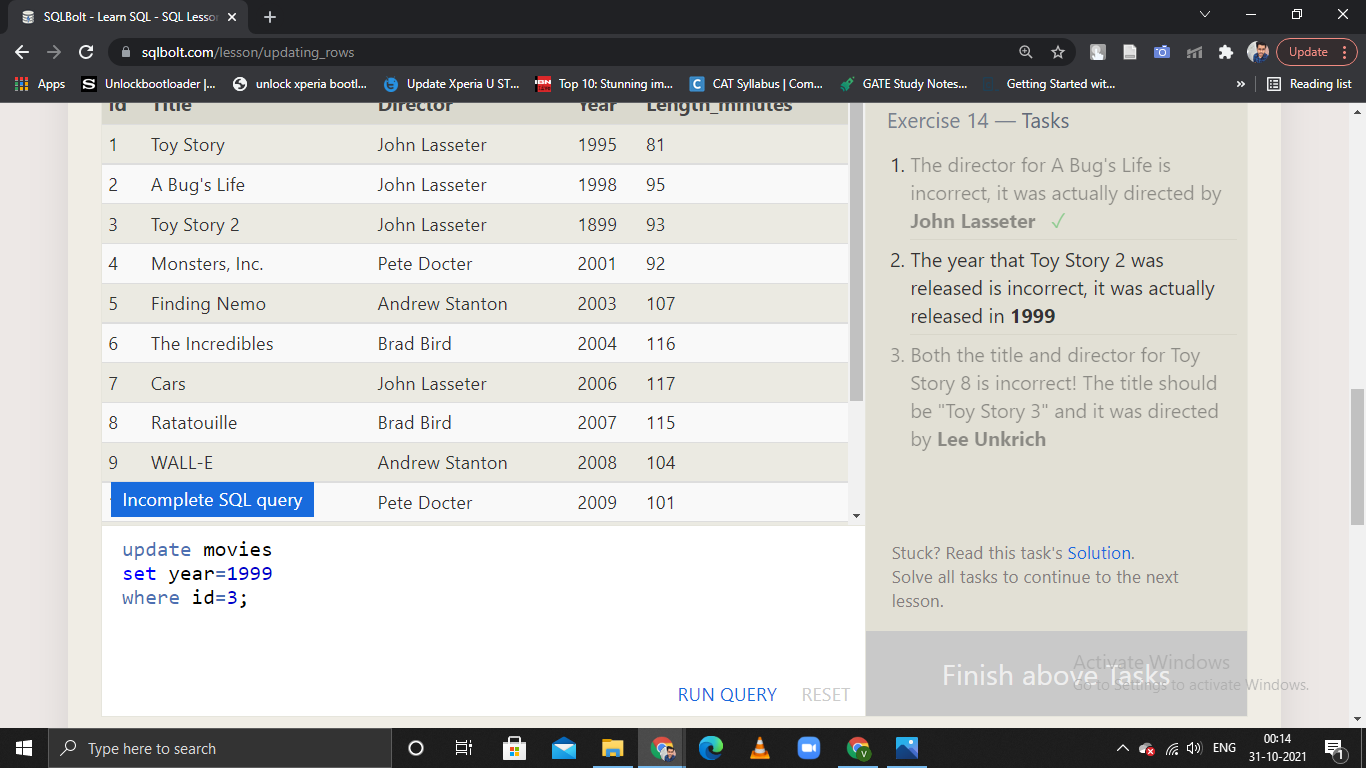 SQLBolt - Learn SQL - SQL Lesson
sqlbolt.com/lesson/updating_rows
Update
Apps
Unlockbootloader |...
unlock xperia bootl...
Update Xperia U ST...
Top 10: Stunning im...
CAT Syllabus | Com...
GATE Study Notes...
Getting Started wit...
»
Reading list
Id Title Director Year Length_minutes
1 Toy Story John Lasseter 1995 81
2 A Bug's Life John Lasseter 1998 95
3 Toy Story 2 John Lasseter 1899 93
4 Monsters, Inc. Pete Docter 2001 92
5 Finding Nemo Andrew Stanton 2003 107
6 The Incredibles Brad Bird 2004 116
7 Cars John Lasseter 2006 117
8 Ratatouille Brad Bird 2007 115
9 WALL-E Andrew Stanton 2008 104
Pete Docter 2009 101
Incomplete SQL query
update movies
set year=1999
where id=3;
RUN QUERY RESET
Exercise 14 — Tasks
1. The director for A Bug's Life is
incorrect, it was actually directed by
John Lasseter ✓
2. The year that Toy Story 2 was
released is incorrect, it was actually
released in 1999
3. Both the title and director for Toy
Story 8 is incorrect! The title should
be "Toy Story 3" and it was directed
by Lee Unkrich
Stuck? Read this task's Solution.
Solve all tasks to continue to the next
lesson.
Finish above Tasks
Activate Windows
Go to Settings to activate Windows.
Type here to search
ENG
00:14
31-10-2021
1